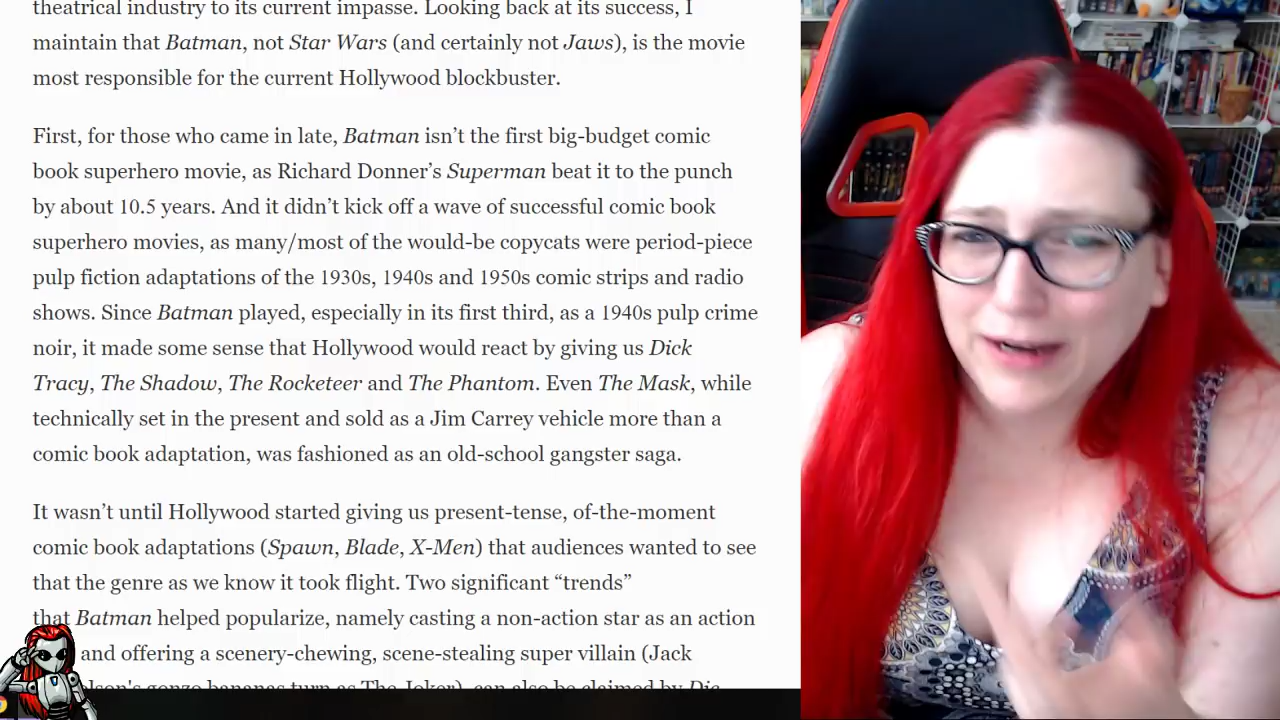 theatrical industry to its current impasse. Looking back at its success, I
maintain that Batman, not Star Wars (and certainly not Jaws), is the movie
most responsible for the current Hollywood blockbuster.
First, for those who came in late, Batman isn’t the first big-budget comic
book superhero movie, as Richard Donner’s Superman beat it to the punch
by about 10.5 years. And it didn’t kick off a wave of successful comic book
superhero movies, as many/most of the would-be copycats were period-piece
pulp fiction adaptations of the 1930s, 1940s and 1950s comic strips and radio
shows. Since Batman played, especially in its first third, as a 1940s pulp crime
noir, it made some sense that Hollywood would react by giving us Dick
Tracy, The Shadow, The Rocketeer and The Phantom. Even The Mask, while
technically set in the present and sold as a Jim Carrey vehicle more than a
comic book adaptation, was fashioned as an old-school gangster saga.
It wasn’t until Hollywood started giving us present-tense, of-the-moment
comic book adaptations (Spawn, Blade, X-Men) that audiences wanted to see
that the genre as we know it took flight. Two significant “trends”
that Batman helped popularize, namely casting a non-action star as an action
and offering a scenery-chewing, scene-stealing super villain (Jack
gonzo bananas turn as The Joker), can also be claimed by